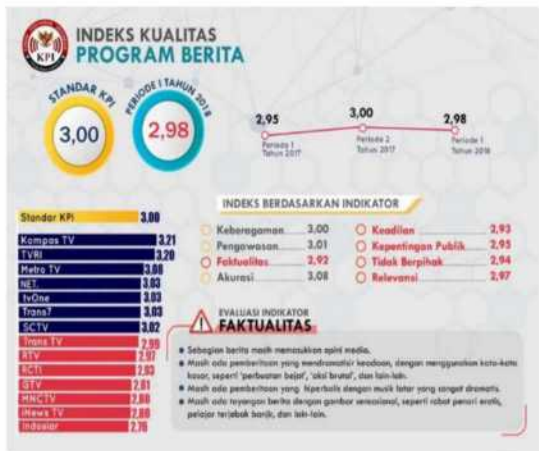 KPI
INDEKS KUALITAS
PROGRAM BERITA
STANDAR KPI
3,00
PERIODE I TAHUN 2018
2,98
2,95
Periode 1
Tahun 2017
3,00
Periode 2
Tahun 2017
2,98
Periode 1
Tahun 2018
INDEKS BERDASARKAN INDIKATOR
Keberagaman 3,00
Pengawasan 3,01
Faktualitas 2,92
Akurasi 3,08
Keadilan 2,93
Kepentingan Publik 2,95
Tidak Berpihak 2,94
Relevansi 2,97
Standar KPI 3,00
Kompas TV 3,21
TVRI 3,20
Metro TV 3,08
NET. 3,03
tvOne 3,03
Trans7 3,03
SCTV 3,02
Trans TV 2,99
RTV 2,97
RCTI 2,93
GTV 2,81
MNCTV 2,80
iNews TV 2,80
Indosiar 2,76
EVALUASI INDIKATOR
FAKTUALITAS
Sebagian berita masih memasukkan opini media.
Masih ada pemberitaan yang mendramatisir keadaan, dengan menggunakan kata-kata
kasar, seperti 'perbuatan bejat', 'aksi brutal', dan lain-lain.
Masih ada pemberitaan yang hiperbolis dengan musik latar yang sangat dramatis.
Masih ada tayangan berita dengan gambar sensasional, seperti robot penari erotis,
pelajar terjebak banjir, dan lain-lain.